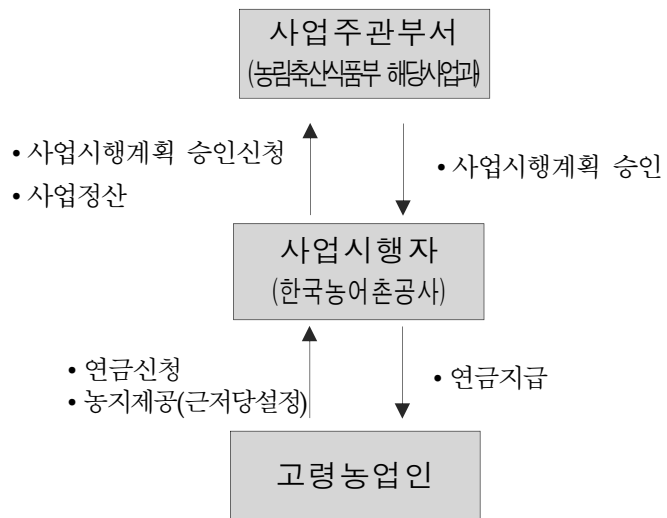 사업주관부서
(농림축산식품부 해당사업과)
• 사업시행계획 승인신청
• 사업정산
• 사업시행계획 승인
사업시행자
(한국농어촌공사)
• 연금신청
• 농지제공(근저당설정)
• 연금지급
고령농업인